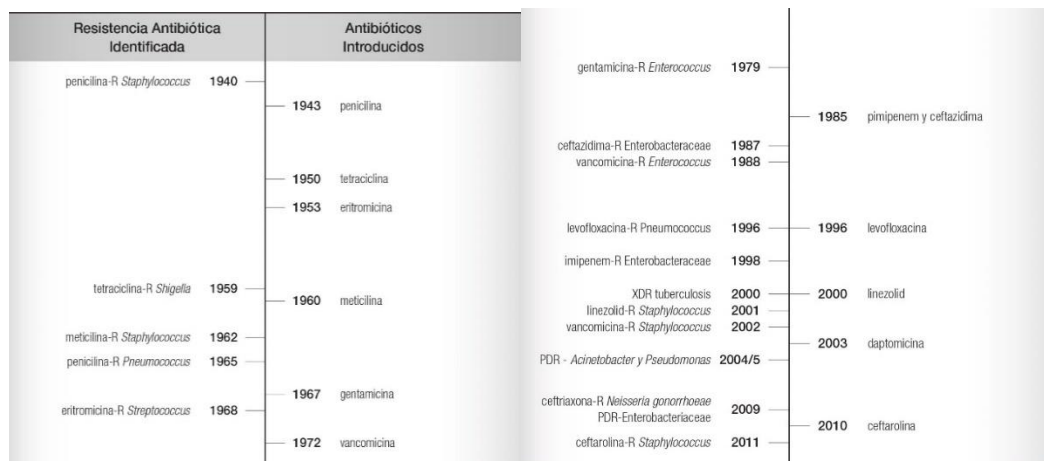 Resistencia Antibiótica
Identificada
Antibióticos
Introducidos
penicilina-R Staphylococcus 1940
1943 penicilina
1950 tetraciclina
1953 eritromicina
tetraciclina-R Shigella 1959
1960 meticilina
meticilina-R Staphylococcus 1962
penicilina-R Pneumococcus 1965
1967 gentamicina
eritromicina-R Streptococcus 1968
1972 vancomicina
gentamicina-R Enterococcus 1979
1985 pimipenem y ceftazidima
ceftazidima-R Enterobacteraceae 1987
vancomicina-R Enterococcus 1988
levofloxacina-R Pneumococcus 1996
1996 levofloxacina
imipenem-R Enterobacteraceae 1998
XDR tuberculosis 2000
2000 linezolid
linezolid-R Staphylococcus 2001
vancomicina-R Staphylococcus 2002
2003 daptomicina
PDR - Acinetobacter y Pseudomonas 2004/5
ceftriaxona-R Neisseria gonorrhoeae 2009
PDR-Enterobacteriaceae
2010 ceftarolina
ceftarolina-R Staphylococcus 2011